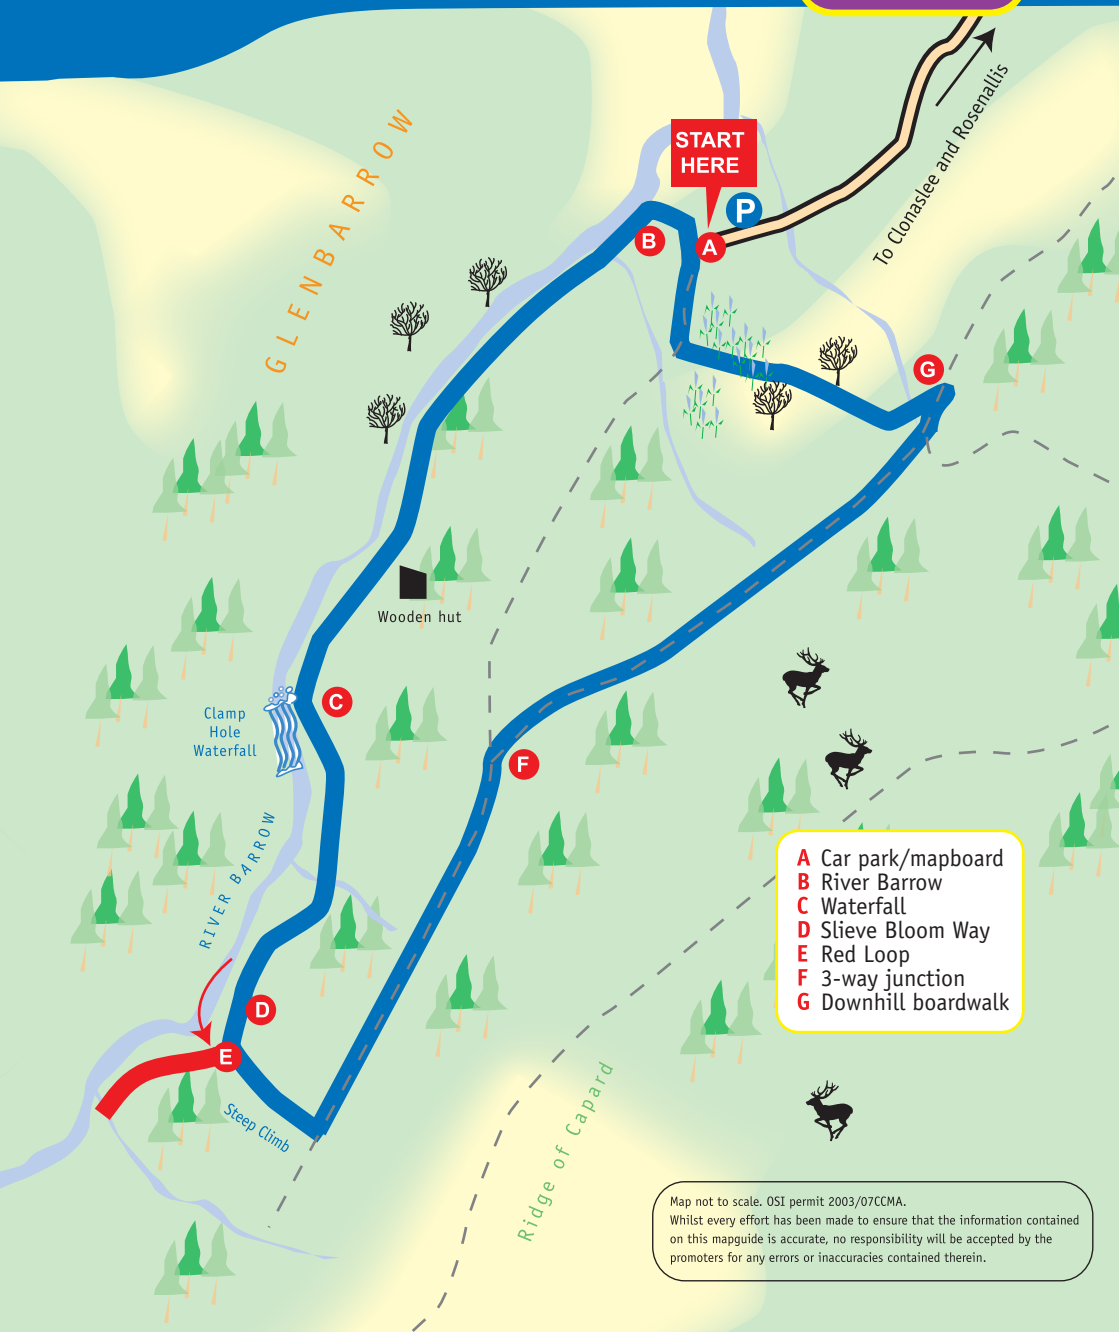 START
HERE
P
A
B
To Clonaslee and Rosenallis
GLENBARROW
G
Wooden hut
C
Clamp
Hole
Waterfall
F
RIVER BARROW
A Car park/mapboard
B River Barrow
C Waterfall
D Slieve Bloom Way
E Red Loop
F 3-way junction
G Downhill boardwalk
D
E
Steep Climb
Ridge of Capard
Map not to scale. OSI permit 2003/07CCMA.
Whilst every effort has been made to ensure that the information contained
on this mapguide is accurate, no responsibility will be accepted by the
promoters for any errors or inaccuracies contained therein.